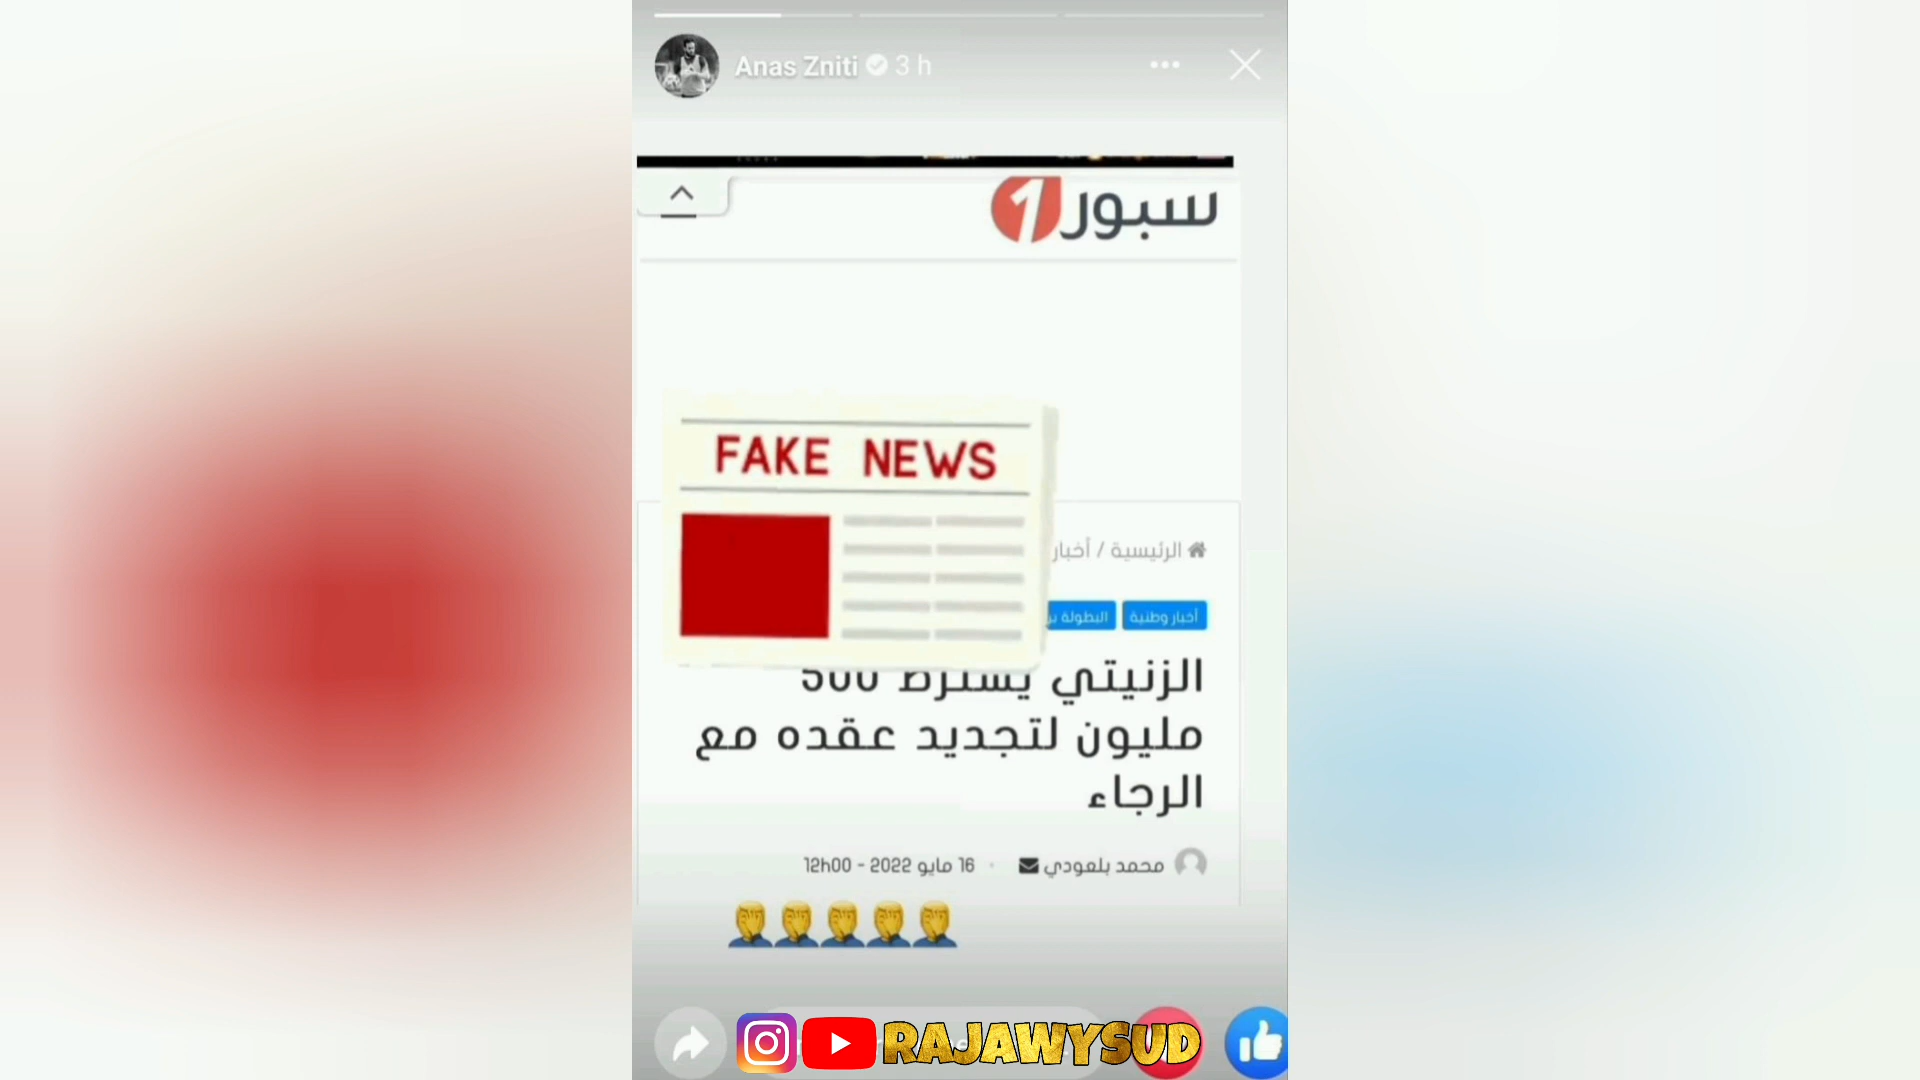 Anas Zniti 3 h
سبور1
FAKE NEWS
الرئيسية / أخبار
أخبار وطنية
البطولة
الزنيتي يشترط 500
مليون لتجديد عقده مع
الرجاء
محمد بلعودي
16 مايو 2022 - 12h00
RAJAWYSUD